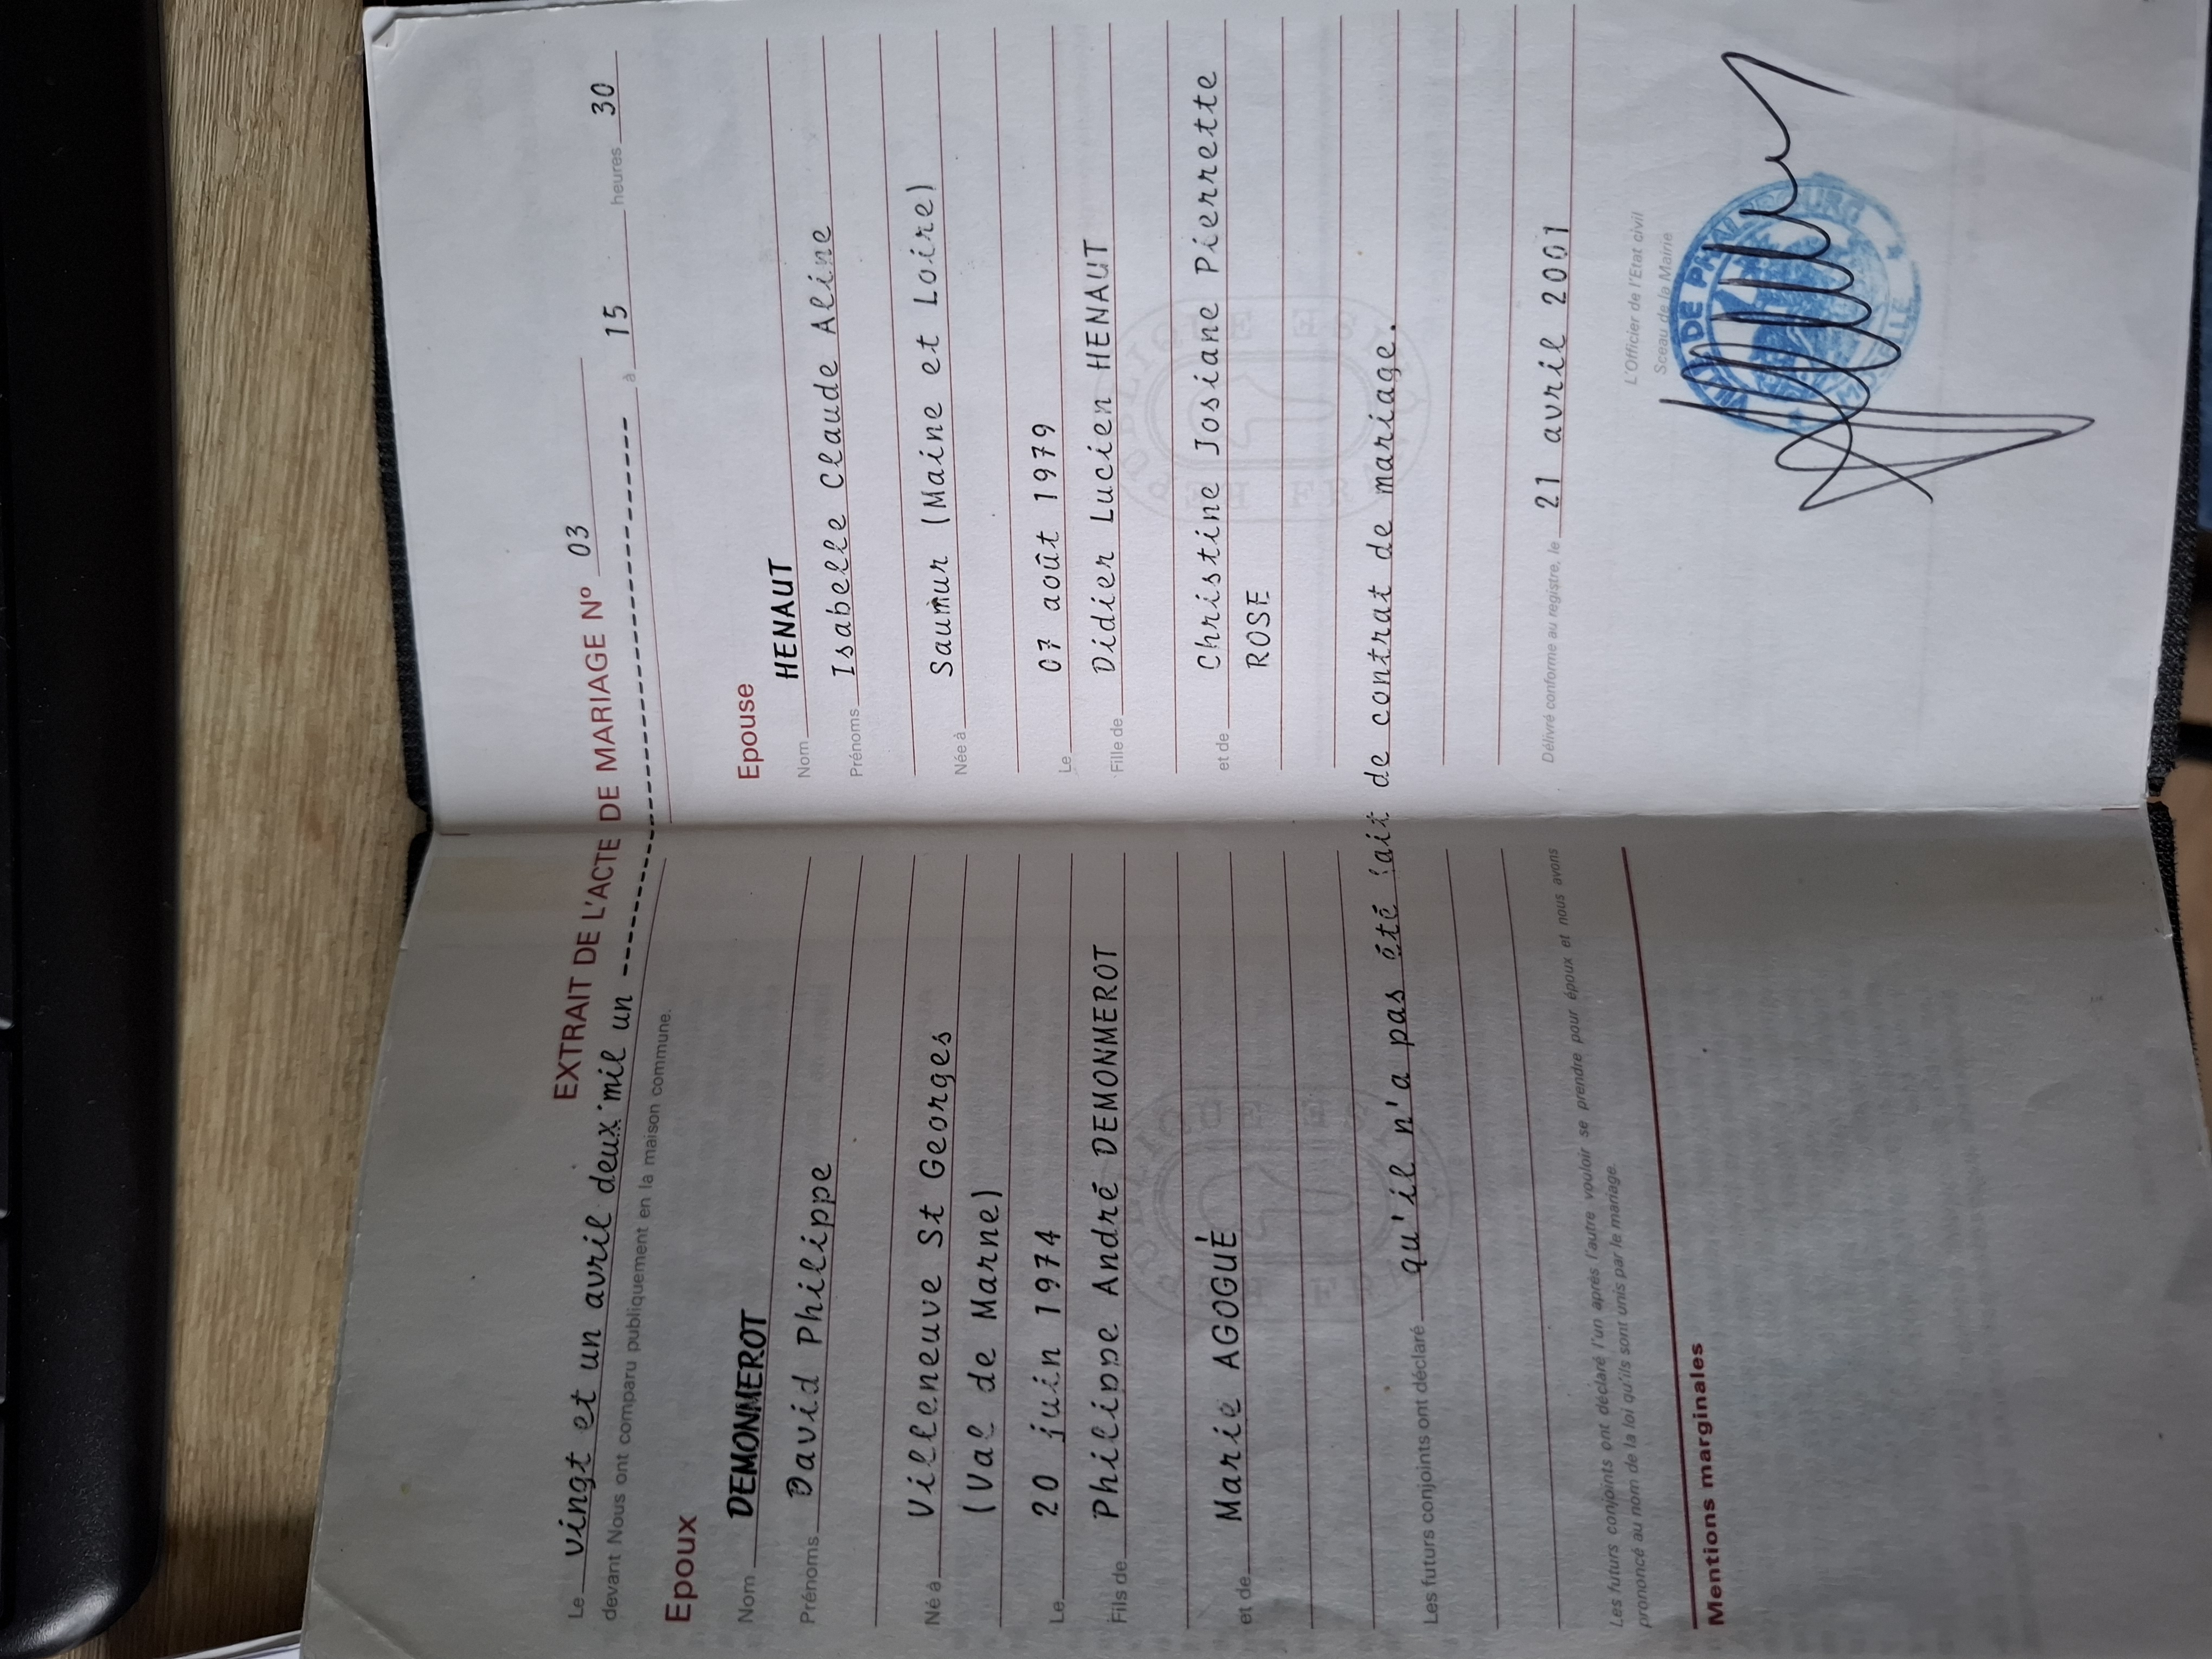 EXTRAIT DE L'ACTE DE MARIAGE Nº 03
Le vingt et un avril deux mil un à 15 heures 30
devant Nous ont comparu publiquement en la maison commune.
Epoux
Nom DEMONMEROT
Prénoms David Philippe
Né à Villeneuve St Georges
(Val de Marne)
Le 20 juin 1974
Fils de Philippe André DEMONMEROT
et de Marie AGOGUÉ
Epouse
Nom HENAUT
Prénoms Isabelle Claude Aline
Née à Saumur (Maine et Loire)
Le 07 août 1979
Fille de Didier Lucien HENAUT
et de Christine Josiane Pierrette
ROSE
Les futurs conjoints ont déclaré qu'il n'a pas été fait de contrat de mariage.
Les futurs conjoints ont déclaré l'un après l'autre vouloir se prendre pour époux et nous avons
prononcé au nom de la loi qu'ils sont unis par le mariage.
Délivré conforme au registre, le 21 avril 2001
L'Officier de l'Etat civil
Sceau de la Mairie
Mentions marginales